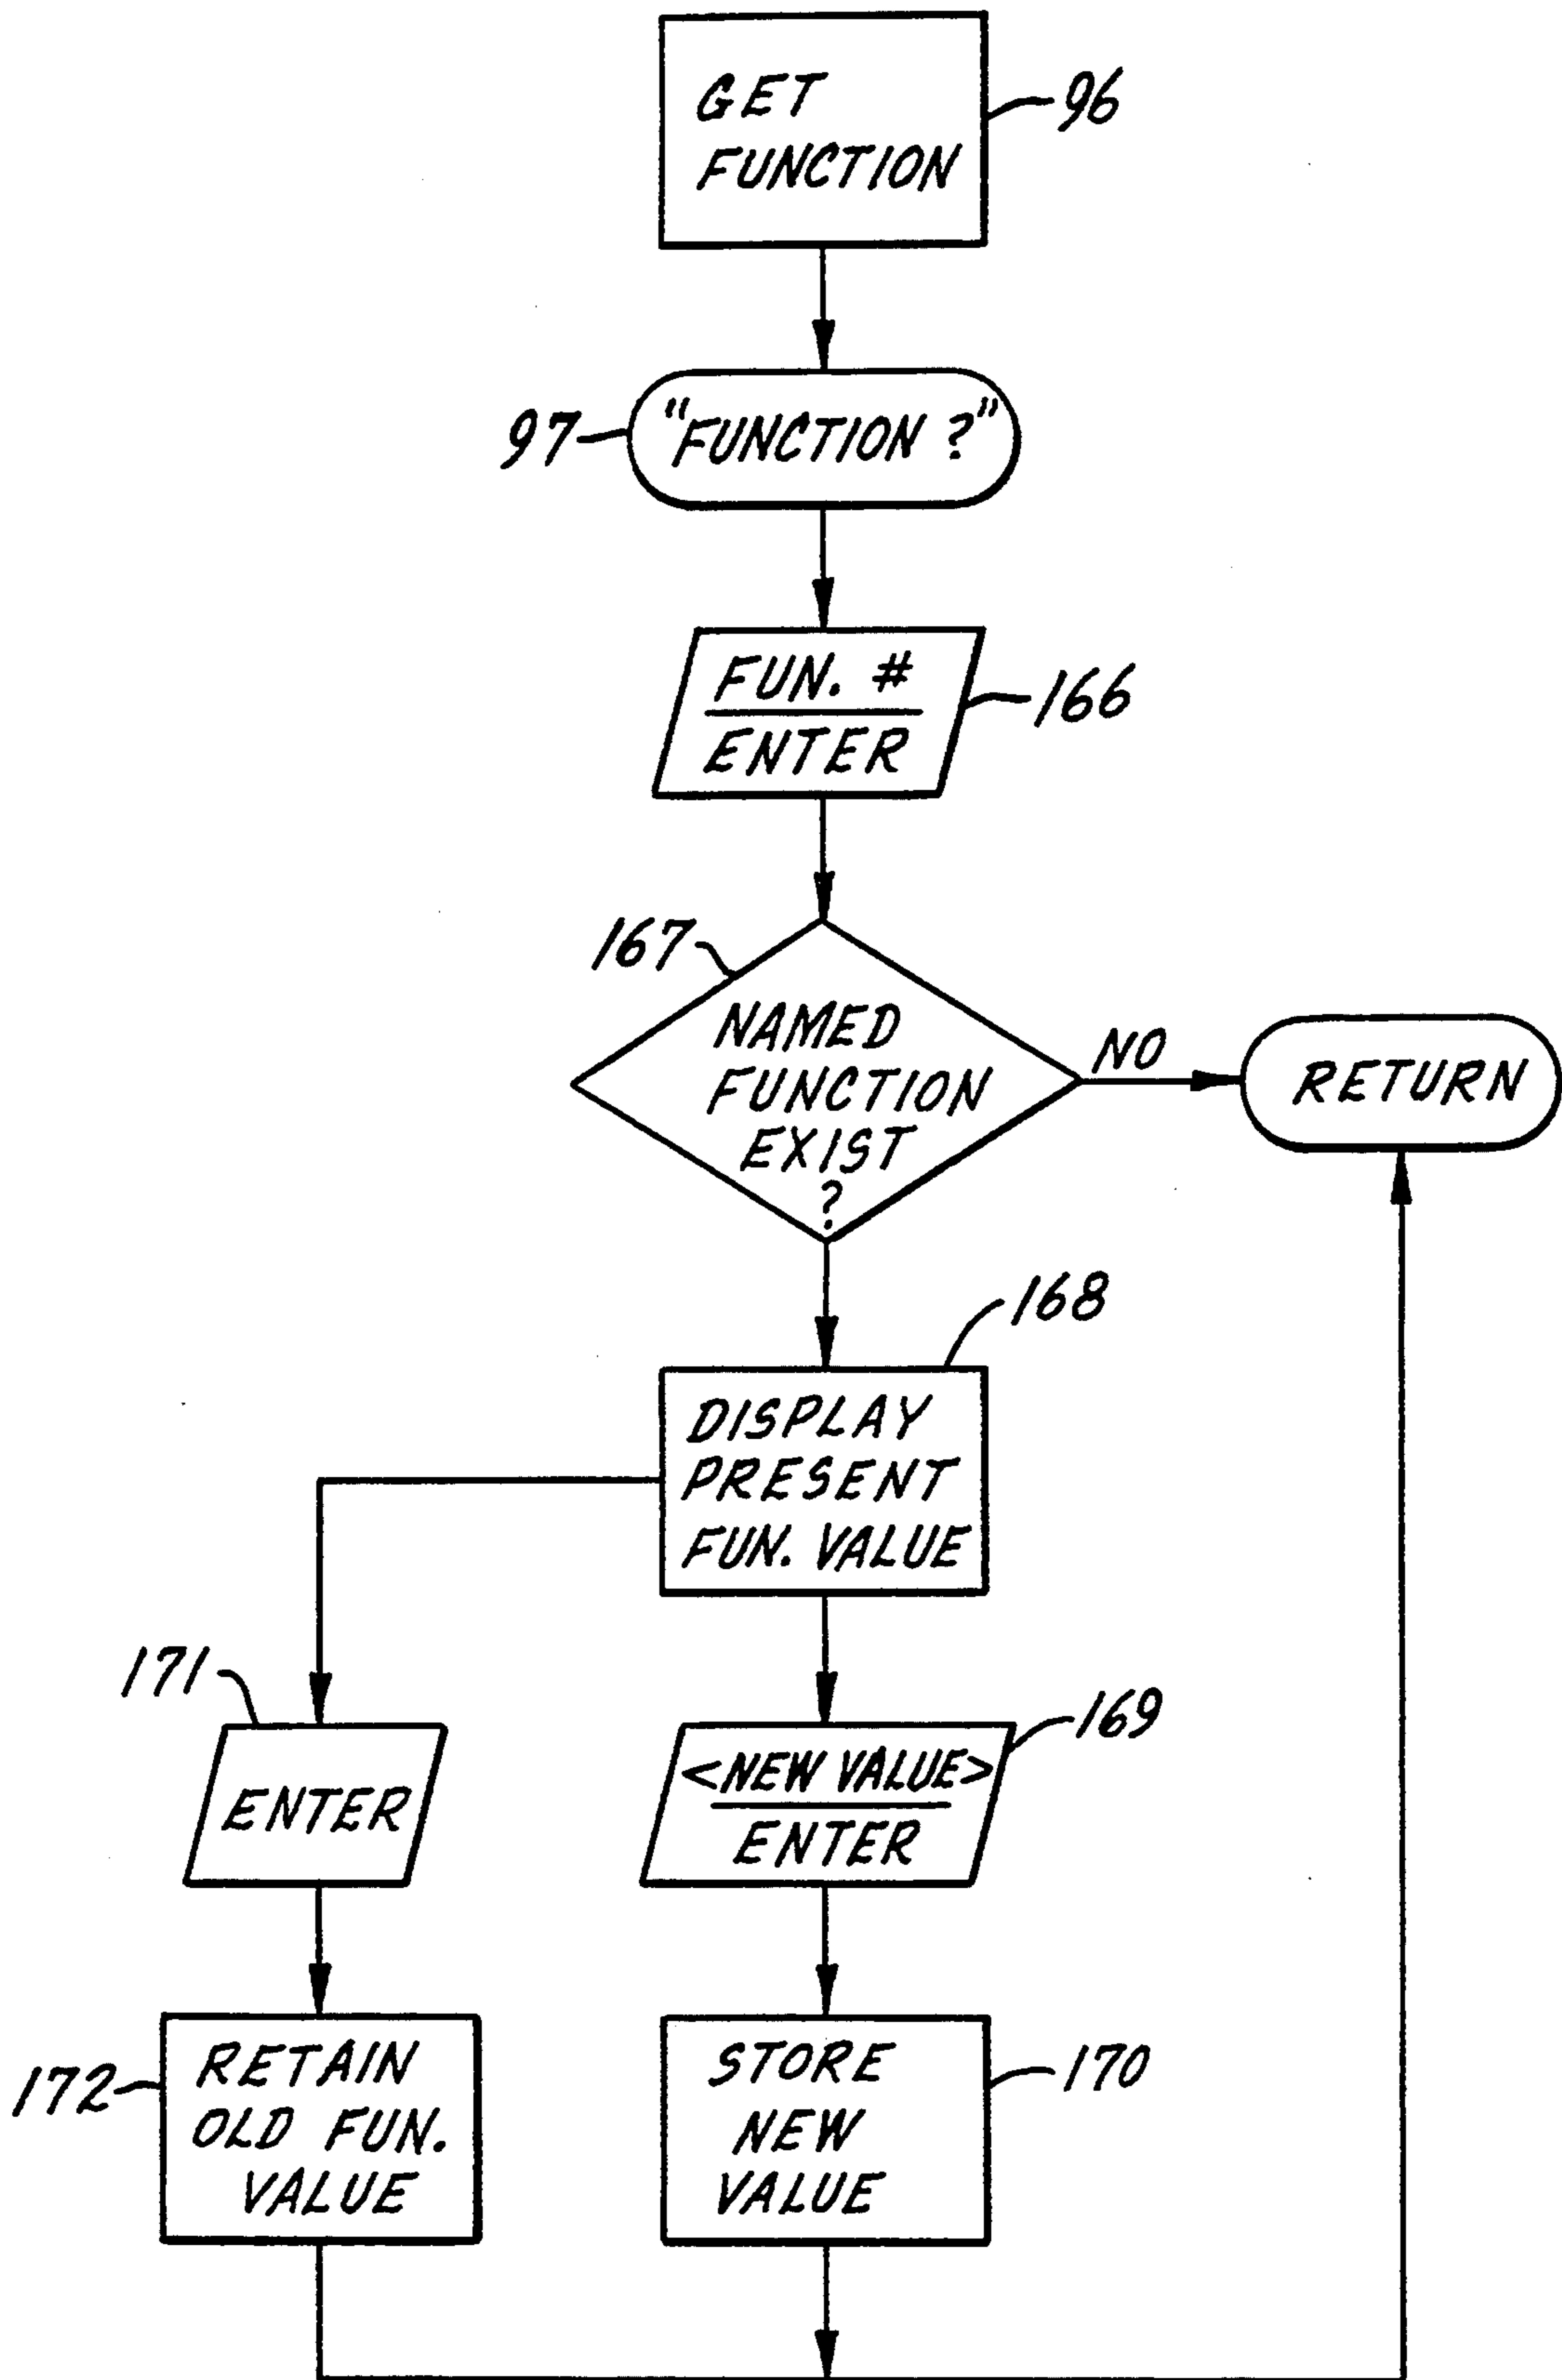 GET
FUNCTION
96
"FUNCTION ?"
97
FUN. #
ENTER
166
167
NAMED
FUNCTION
EXIST
?
NO
RETURN
168
DISPLAY
PRESENT
FUN. VALUE
171
ENTER
169
<NEW VALUE>
ENTER
172
RETAIN
OLD FUN.
VALUE
STORE
NEW
VALUE
170